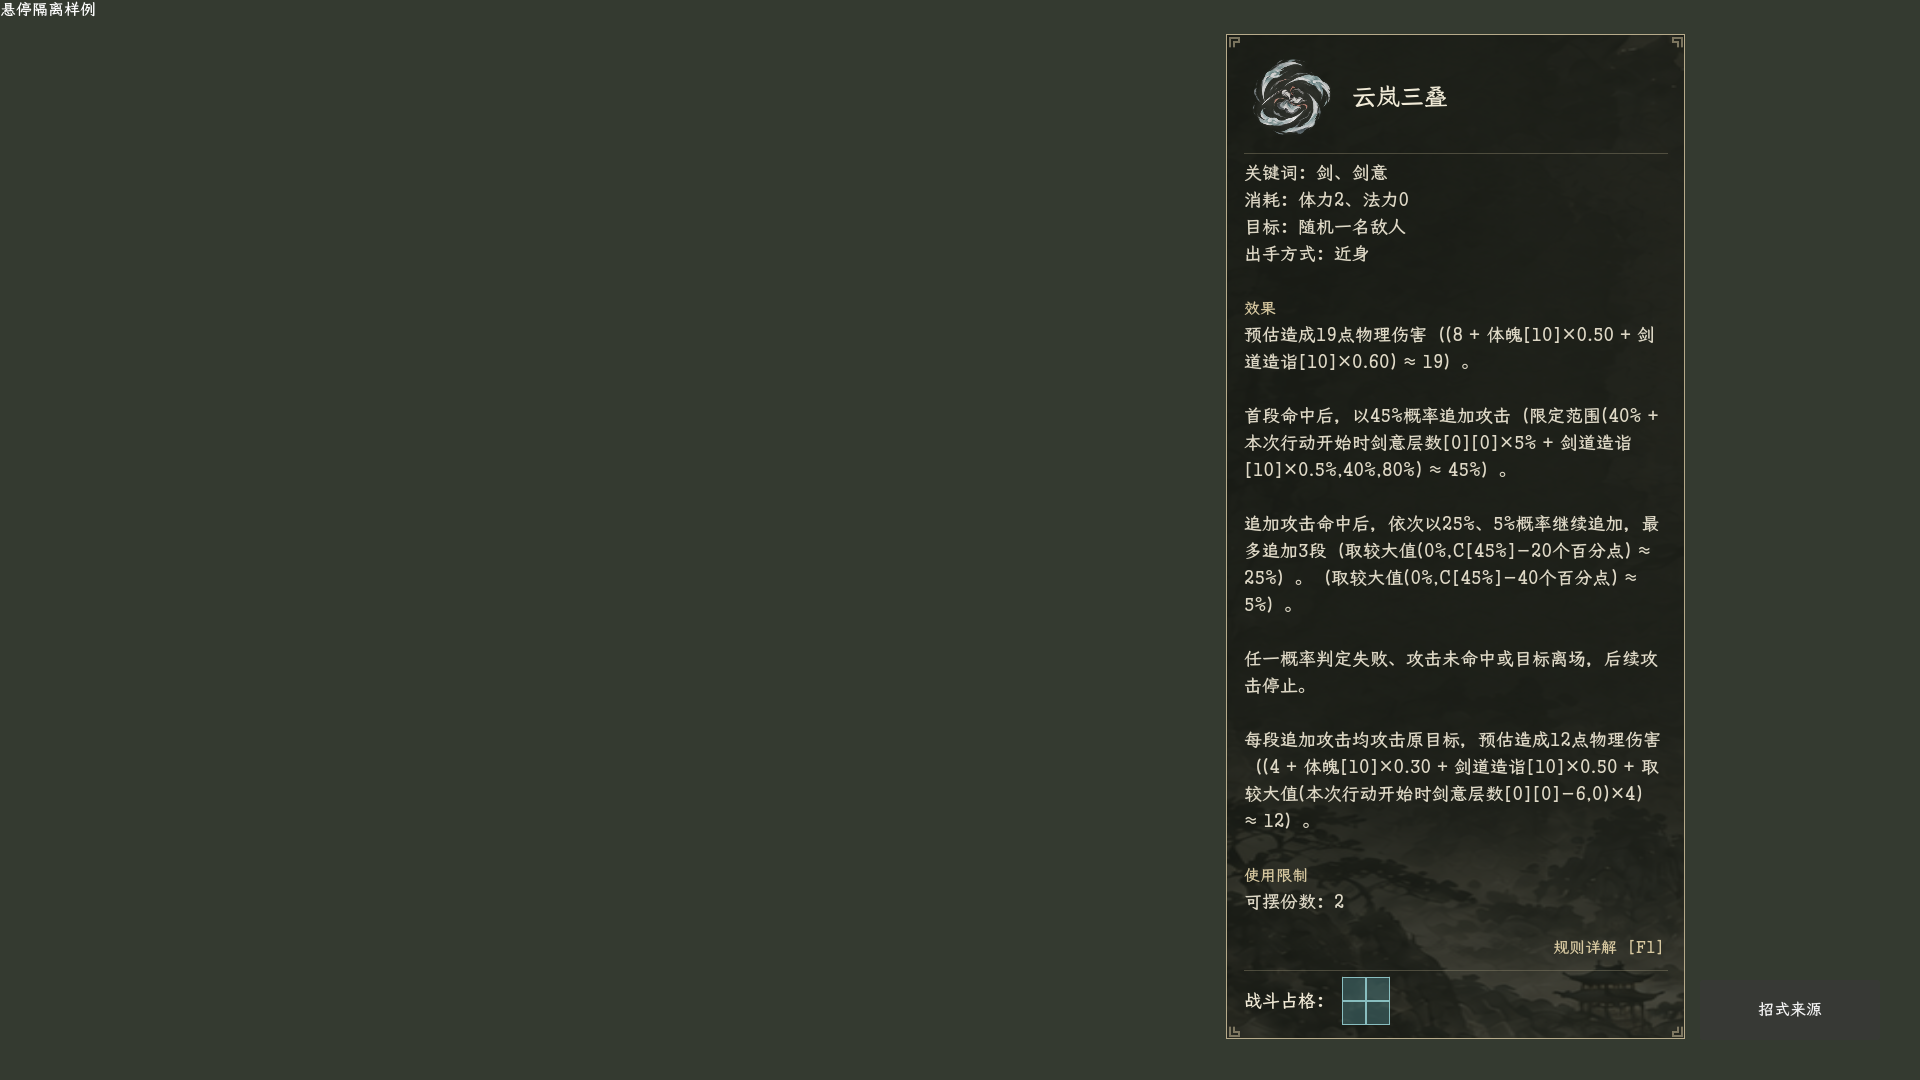 悬停隔离样例
云岚三叠
关键词：剑、剑意
消耗：体力2、法力0
目标：随机一名敌人
出手方式：近身
效果
预估造成19点物理伤害（(8 + 体魄[10]×0.50 + 剑
道造诣[10]×0.60) ≈ 19）。
首段命中后，以45%概率追加攻击（限定范围(40% +
本次行动开始时剑意层数[0][0]×5% + 剑道造诣
[10]×0.5%,40%,80%) ≈ 45%）。
追加攻击命中后，依次以25%、5%概率继续追加，最
多追加3段（取较大值(0%,C[45%]−20个百分点) ≈
25%）。（取较大值(0%,C[45%]−40个百分点) ≈
5%）。
任一概率判定失败、攻击未命中或目标离场，后续攻
击停止。
每段追加攻击均攻击原目标，预估造成12点物理伤害
（(4 + 体魄[10]×0.30 + 剑道造诣[10]×0.50 + 取
较大值(本次行动开始时剑意层数[0][0]−6,0)×4)
≈ 12）。
使用限制
可摆份数：2
规则详解 [F1]
战斗占格：
招式来源